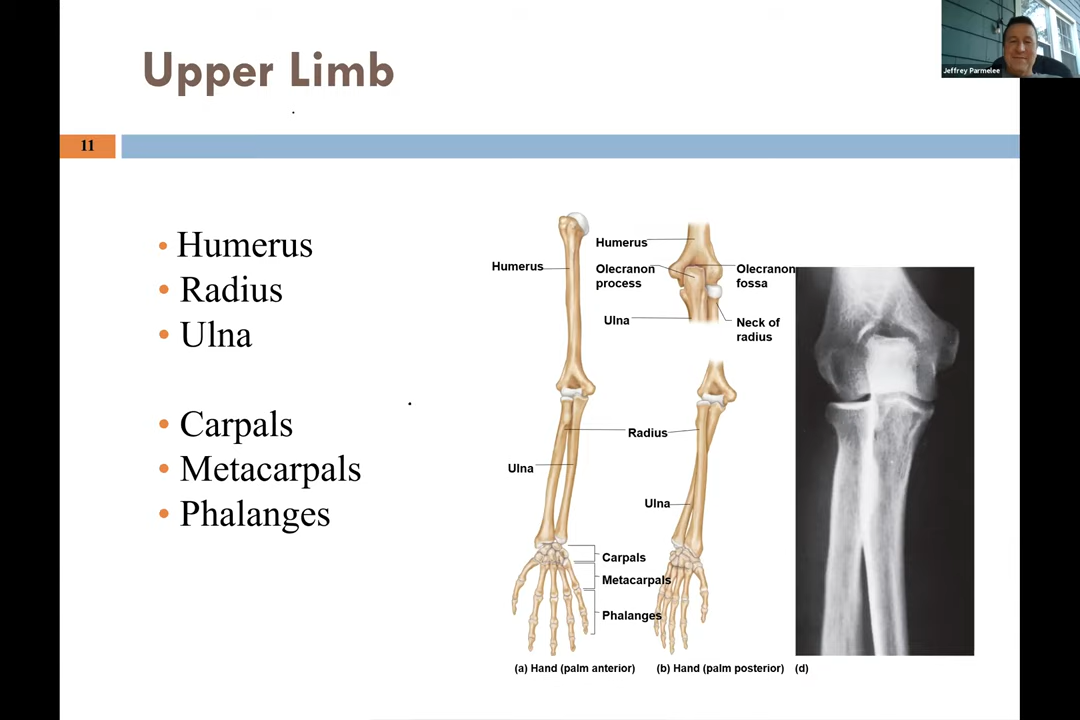 Upper Limb
Jeffrey Parmelee
11
• Humerus
• Radius
• Ulna
• Carpals
• Metacarpals
• Phalanges
Humerus
Humerus
Olecranon
process
Olecranon
fossa
Ulna
Neck of
radius
Radius
Ulna
Ulna
Carpals
Metacarpals
Phalanges
(a) Hand (palm anterior)
(b) Hand (palm posterior)
(d)